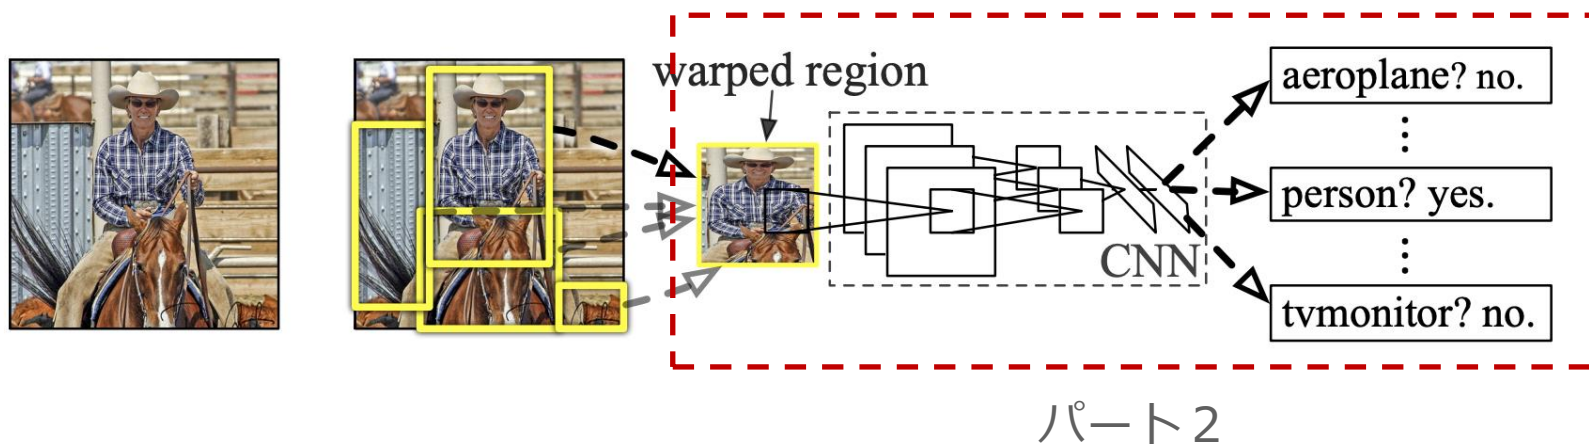 warped region
CNN
aeroplane? no.
person? yes.
tvmonitor? no.
パート2